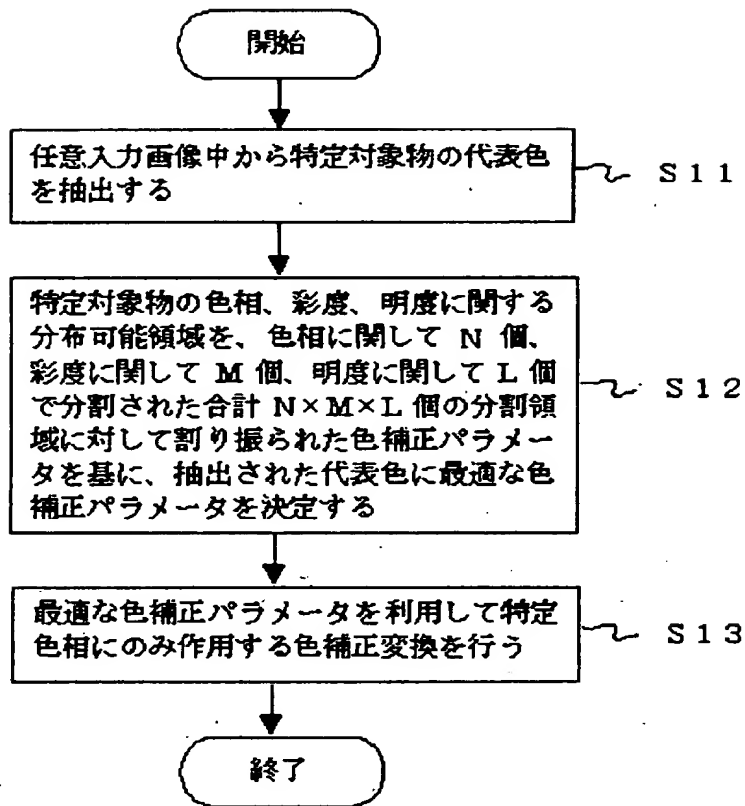 開始
任意入力画像中から特定対象物の代表色
を抽出する
S11
特定対象物の色相、彩度、明度に関する
分布可能領域を、色相に関して N 個、
彩度に関して M 個、明度に関して L 個
で分割された合計 N×M×L 個の分割領
域に対して割り振られた色補正パラメー
タを基に、抽出された代表色に最適な色
補正パラメータを決定する
S12
最適な色補正パラメータを利用して特定
色相にのみ作用する色補正変換を行う
S13
終了